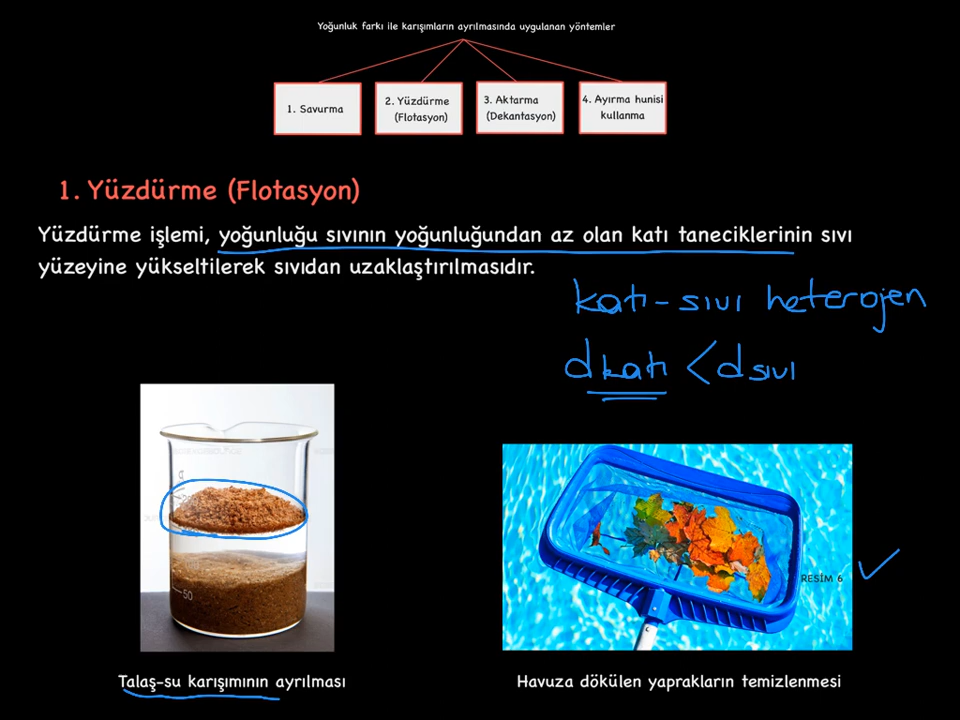 Yoğunluk farkı ile karışımların ayrılmasında uygulanan yöntemler
1. Savurma
2. Yüzdürme
(Flotasyon)
3. Aktarma
(Dekantasyon)
4. Ayırma hunisi
kullanma
1. Yüzdürme (Flotasyon)
Yüzdürme işlemi, yoğunluğu sıvının yoğunluğundan az olan katı taneciklerinin sıvı
yüzeyine yükseltilerek sıvıdan uzaklaştırılmasıdır.
katı-sıvı heterojen
dkatı < dsıvı
50
RESİM 6
Talaş-su karışımının ayrılması
Havuza dökülen yaprakların temizlenmesi